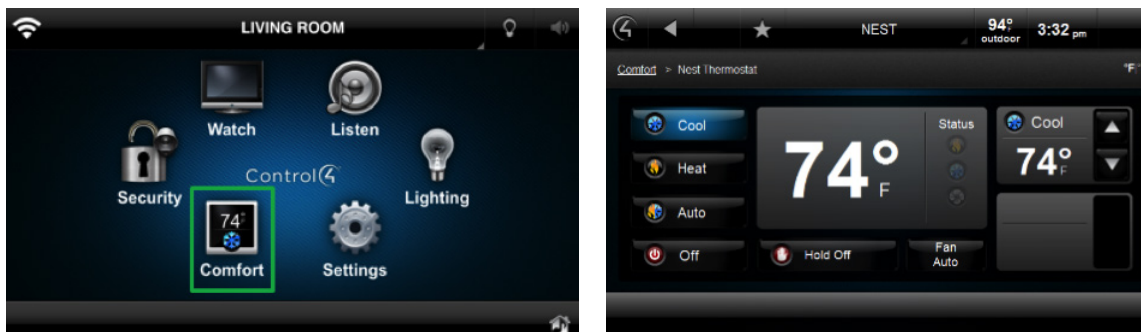 LIVING ROOM
Watch
Listen
Security
Control4
Lighting
74°F
Comfort
Settings
NEST
94°F
outdoor
3:32 pm
Comfort > Nest Thermostat
°F
Cool
Heat
Auto
Off
74°F
Status
Hold Off
Fan
Auto
Cool
74°F